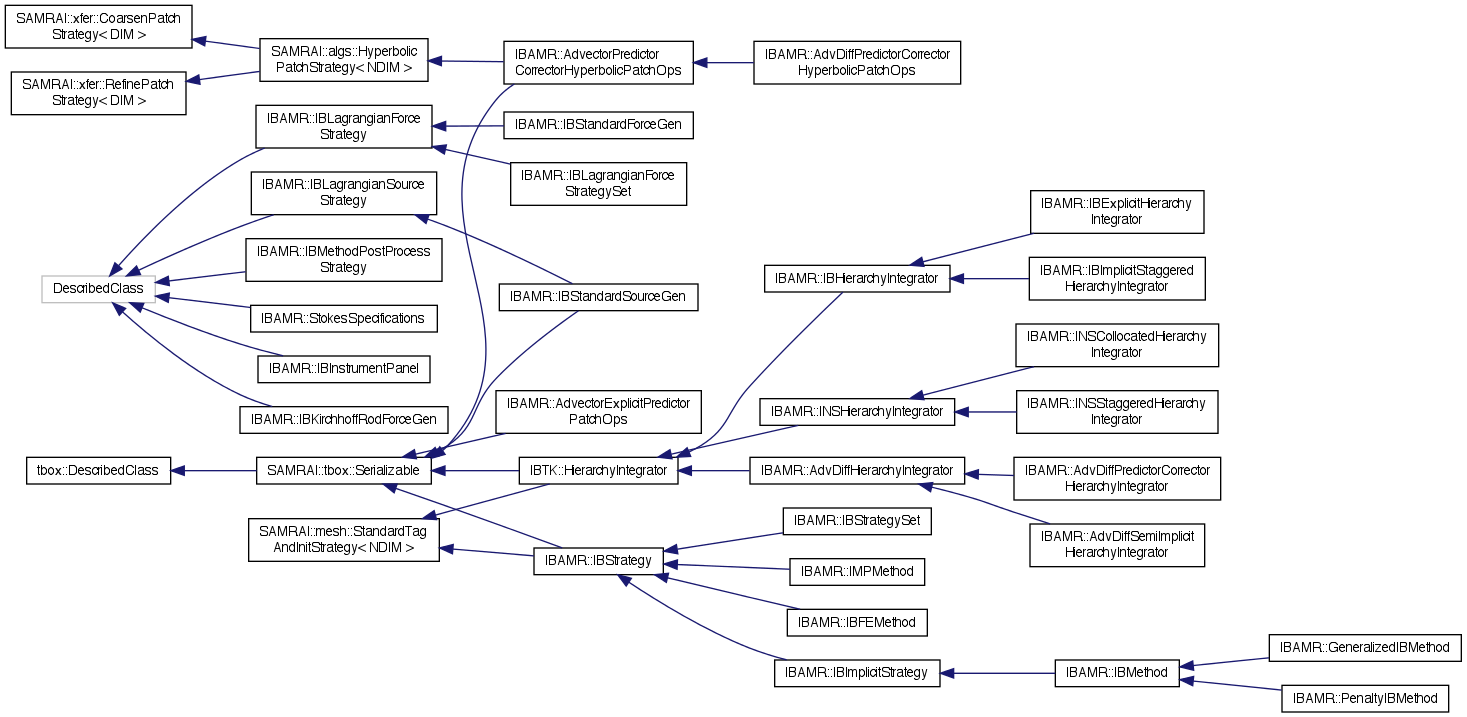 SAMRAI::xfer::CoarsenPatch
Strategy< DIM >
SAMRAI::xfer::RefinePatch
Strategy< DIM >
SAMRAI::algs::Hyperbolic
PatchStrategy< NDIM >
IBAMR::AdvectorPredictor
CorrectorHyperbolicPatchOps
IBAMR::AdvDiffPredictorCorrector
HyperbolicPatchOps
IBAMR::IBLagrangianForce
Strategy
IBAMR::IBStandardForceGen
IBAMR::IBLagrangianForce
StrategySet
IBAMR::IBLagrangianSource
Strategy
IBAMR::IBMethodPostProcess
Strategy
DescribedClass
IBAMR::StokesSpecifications
IBAMR::IBInstrumentPanel
IBAMR::IBKirchhoffRodForceGen
IBAMR::IBStandardSourceGen
IBAMR::IBExplicitHierarchy
Integrator
IBAMR::IBHierarchyIntegrator
IBAMR::IBImplicitStaggered
HierarchyIntegrator
IBAMR::INSCollocatedHierarchy
Integrator
IBAMR::INSHierarchyIntegrator
IBAMR::INSStaggeredHierarchy
Integrator
IBAMR::AdvectorExplicitPredictor
PatchOps
tbox::DescribedClass
SAMRAI::tbox::Serializable
IBTK::HierarchyIntegrator
IBAMR::AdvDiffHierarchyIntegrator
IBAMR::AdvDiffPredictorCorrector
HierarchyIntegrator
IBAMR::AdvDiffSemiImplicit
HierarchyIntegrator
SAMRAI::mesh::StandardTag
AndInitStrategy< NDIM >
IBAMR::IBStrategy
IBAMR::IBStrategySet
IBAMR::IMPMethod
IBAMR::IBFEMethod
IBAMR::IBImplicitStrategy
IBAMR::IBMethod
IBAMR::GeneralizedIBMethod
IBAMR::PenaltyIBMethod